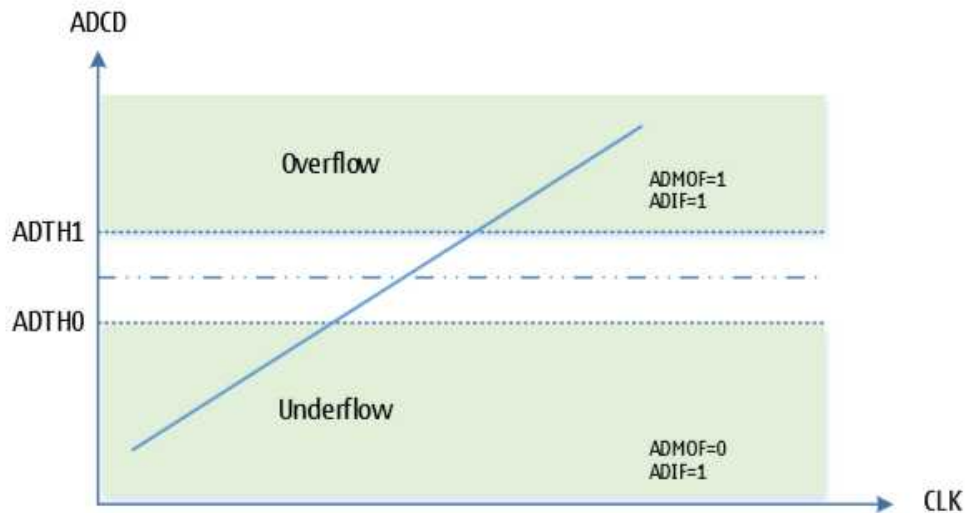 ADCD
Overflow
ADMOF=1
ADIF=1
ADTH1
ADTH0
Underflow
ADMOF=0
ADIF=1
CLK